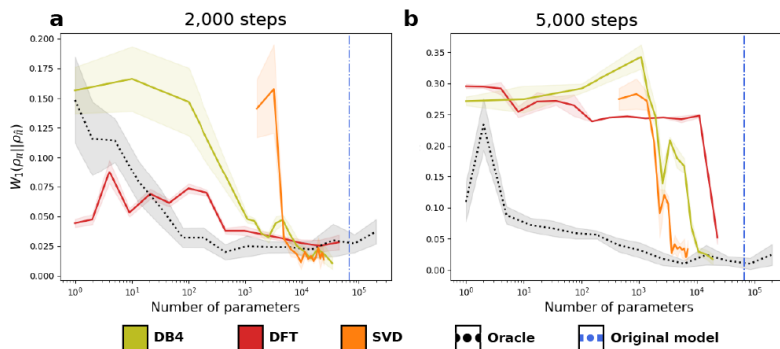 a 2,000 steps
b 5,000 steps
W₁(ρπ||ρπ̂)
0.200
0.175
0.150
0.125
0.100
0.075
0.050
0.025
0.000
10⁰ 10¹ 10² 10³ 10⁴ 10⁵
Number of parameters
0.35
0.30
0.25
0.20
0.15
0.10
0.05
0.00
10⁰ 10¹ 10² 10³ 10⁴ 10⁵
Number of parameters
DB4 DFT SVD Oracle Original model